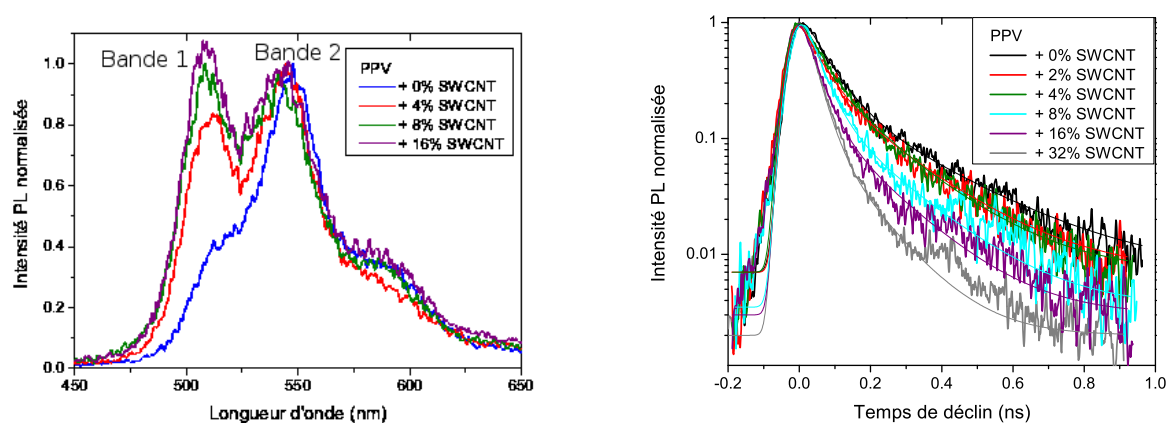 Bande 1
Bande 2
PPV
+ 0% SWCNT
+ 4% SWCNT
+ 8% SWCNT
+ 16% SWCNT
Intensité PL normalisée
1.0
0.8
0.6
0.4
0.2
0.0
450
500
550
600
650
Longueur d'onde (nm)
PPV
+ 0% SWCNT
+ 2% SWCNT
+ 4% SWCNT
+ 8% SWCNT
+ 16% SWCNT
+ 32% SWCNT
Intensité PL normalisée
1
0.1
0.01
-0.2
0.0
0.2
0.4
0.6
0.8
1.0
Temps de déclin (ns)